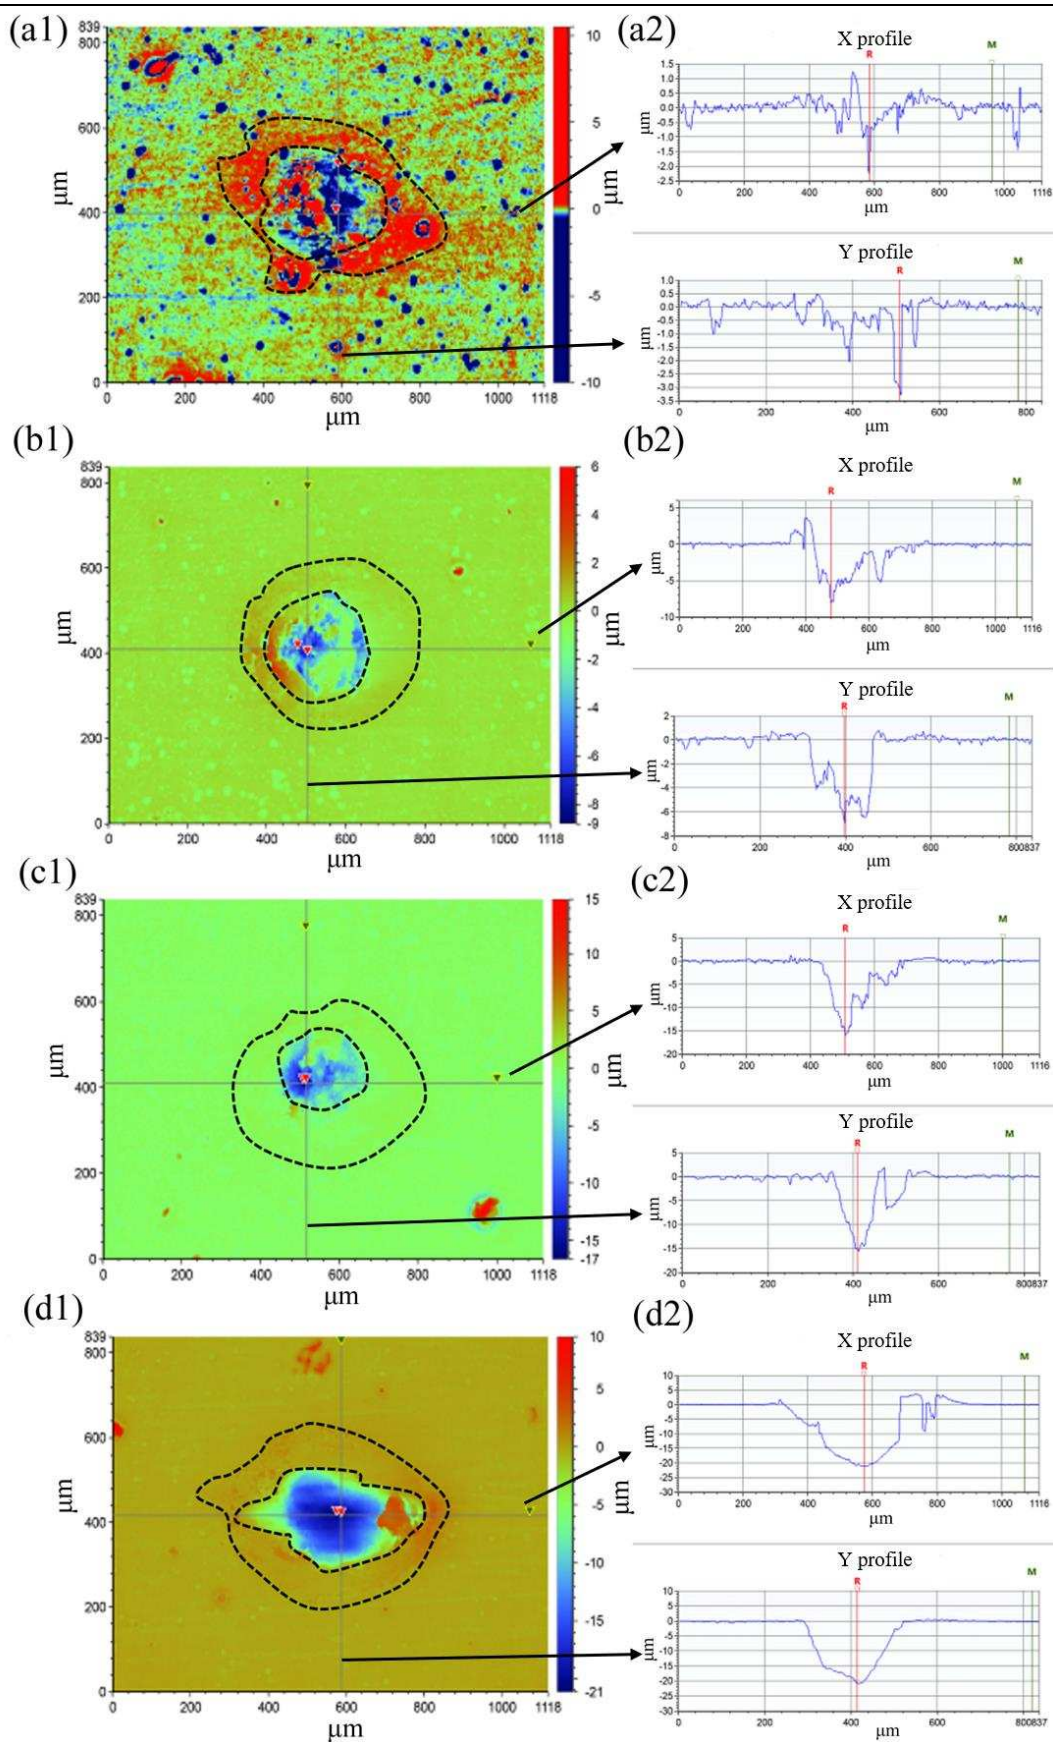 (a1)
839
800
600
400
200
0
μm
0 200 400 600 800 1000 1118
μm
10
5
0
-5
-10
μm
(a2)
X profile
R
M
1.5
1.0
0.5
0.0
-0.5
-1.0
-1.5
-2.0
-2.5
μm
0 200 400 600 800 1000 1116
μm
Y profile
R
M
1.0
0.5
0.0
-0.5
-1.0
-1.5
-2.0
-2.5
-3.0
-3.5
μm
0 200 400 600 800
μm
(b1)
839
800
600
400
200
0
μm
0 200 400 600 800 1000 1118
μm
6
4
2
0
-2
-4
-6
-8
-9
μm
(b2)
X profile
R
M
5
0
-5
-10
μm
0 200 400 600 800 1000 1116
μm
Y profile
R
M
2
0
-2
-4
-6
-8
μm
0 200 400 600 800837
μm
(c1)
839
800
600
400
200
0
μm
0 200 400 600 800 1000 1118
μm
15
10
5
0
-5
-10
-15
-17
μm
(c2)
X profile
R
M
5
0
-5
-10
-15
-20
μm
0 200 400 600 800 1000 1116
μm
Y profile
R
M
5
0
-5
-10
-15
-20
μm
0 200 400 600 800837
μm
(d1)
839
800
600
400
200
0
μm
0 200 400 600 800 1000 1118
μm
10
5
0
-5
-10
-15
-21
μm
(d2)
X profile
R
M
10
5
0
-5
-10
-15
-20
-25
-30
μm
0 200 400 600 800 1000 1116
μm
Y profile
R
M
10
5
0
-5
-10
-15
-20
-25
-30
μm
0 200 400 600 800837
μm